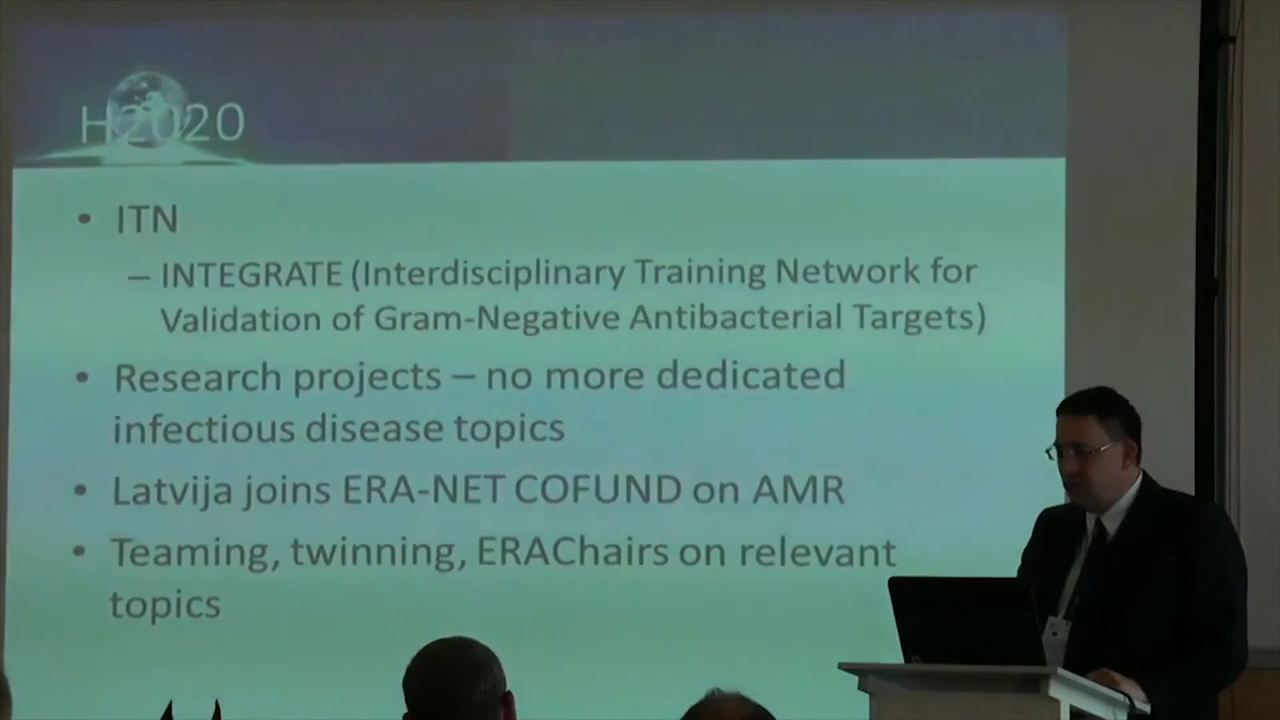 H2020
• ITN
– INTEGRATE (Interdisciplinary Training Network for
Validation of Gram-Negative Antibacterial Targets)
• Research projects – no more dedicated
infectious disease topics
• Latvija joins ERA-NET COFUND on AMR
• Teaming, twinning, ERAChairs on relevant
topics